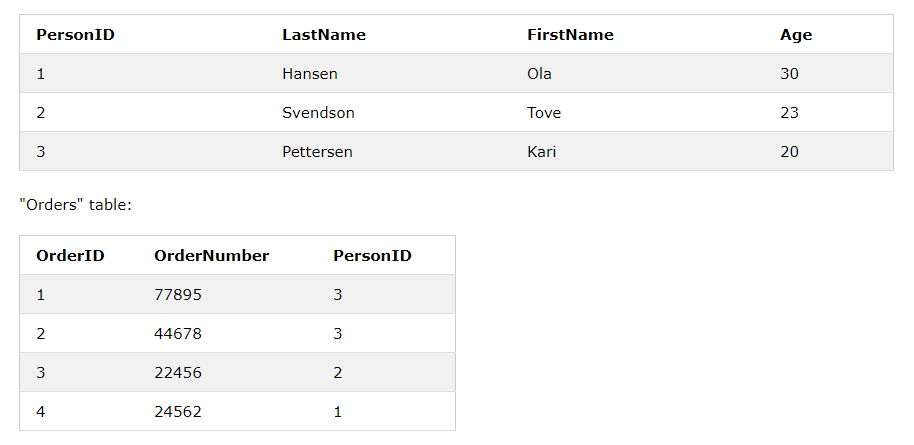 PersonID LastName FirstName Age
1 Hansen Ola 30
2 Svendson Tove 23
3 Pettersen Kari 20
"Orders" table:
OrderID OrderNumber PersonID
1 77895 3
2 44678 3
3 22456 2
4 24562 1